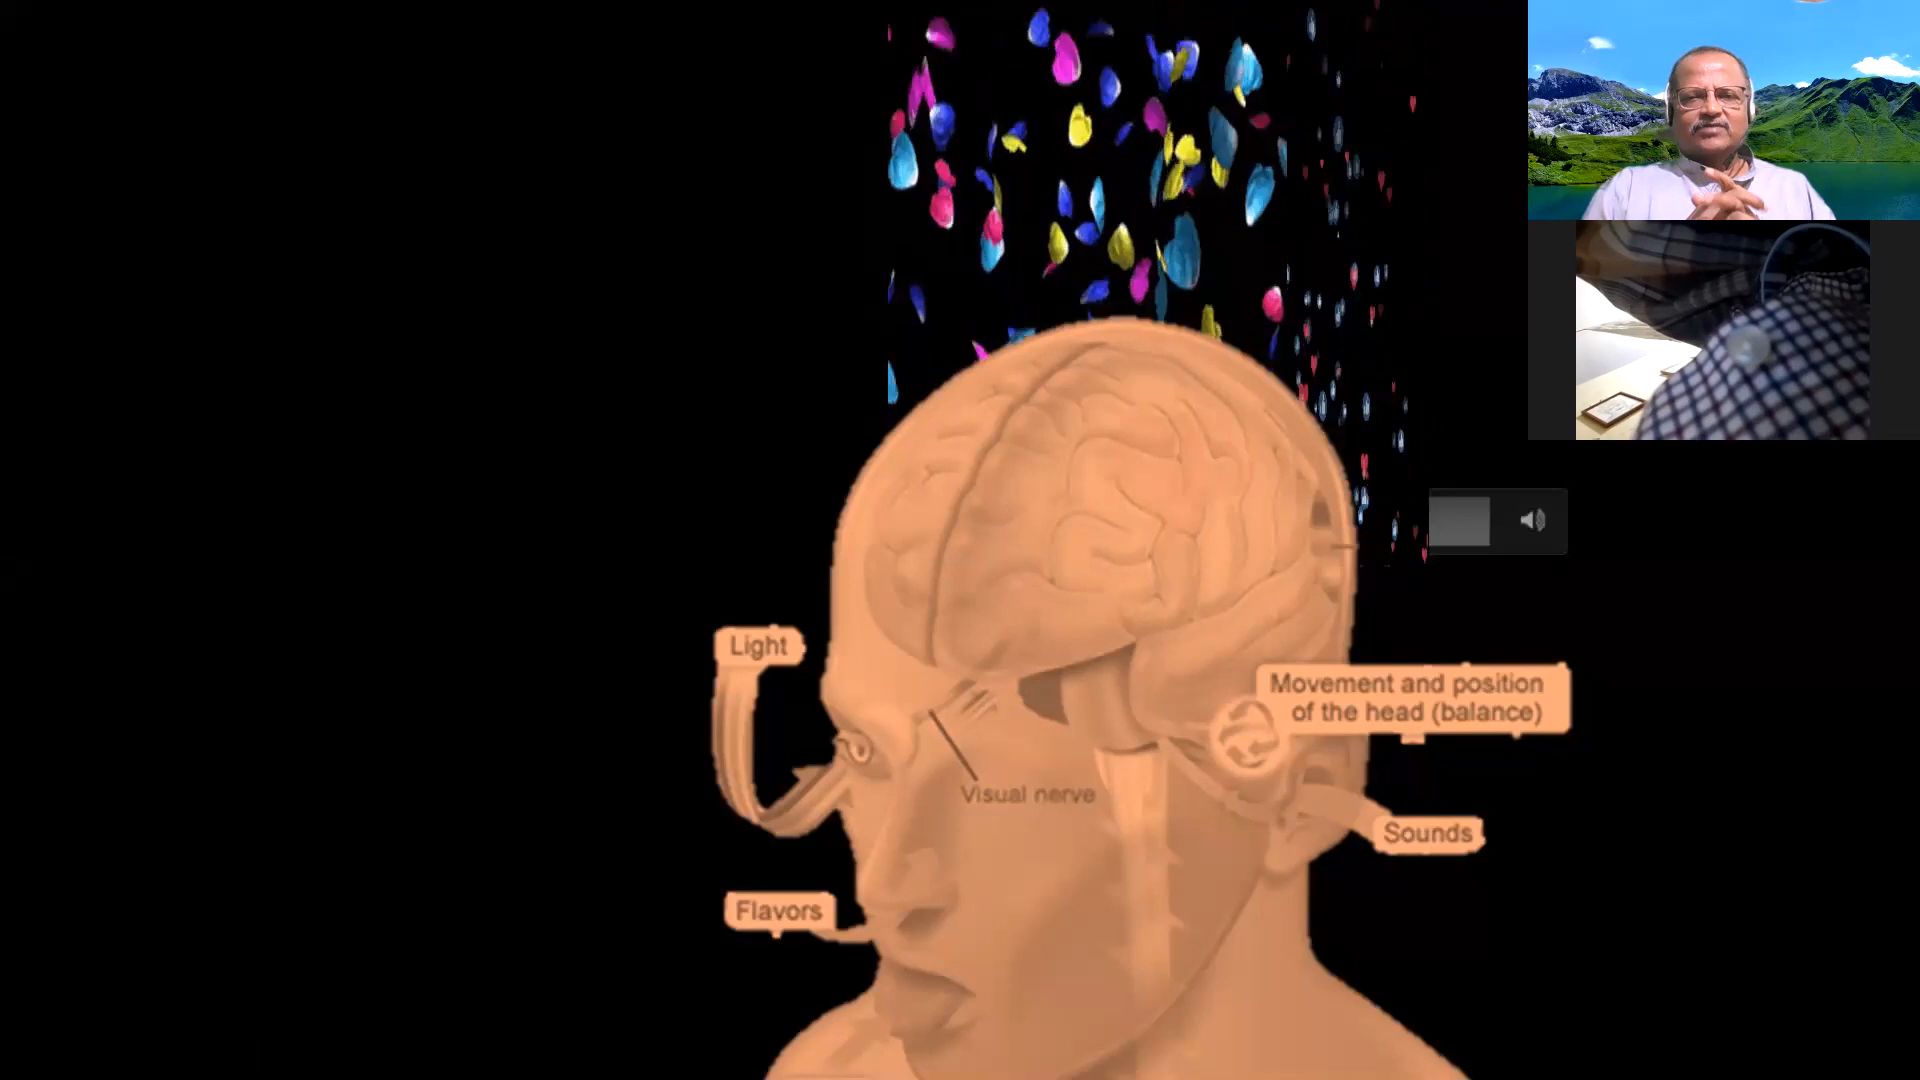 Light
Movement and position
of the head (balance)
Visual nerve
Sounds
Flavors